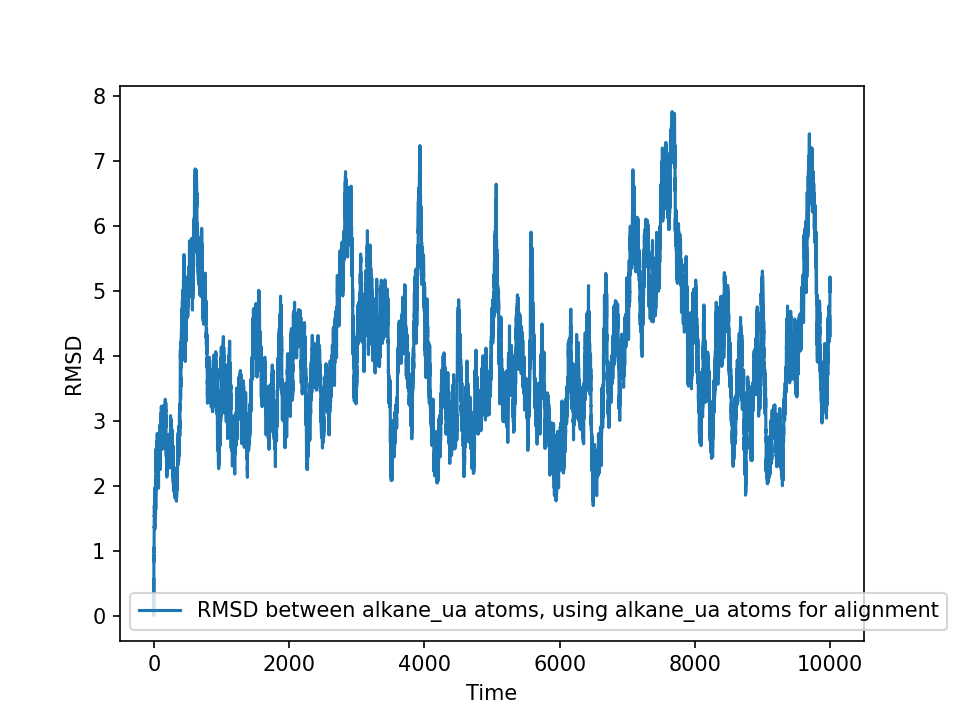 8
7
6
5
4
3
2
1
0
RMSD
RMSD between alkane_ua atoms, using alkane_ua atoms for alignment
0 2000 4000 6000 8000 10000
Time